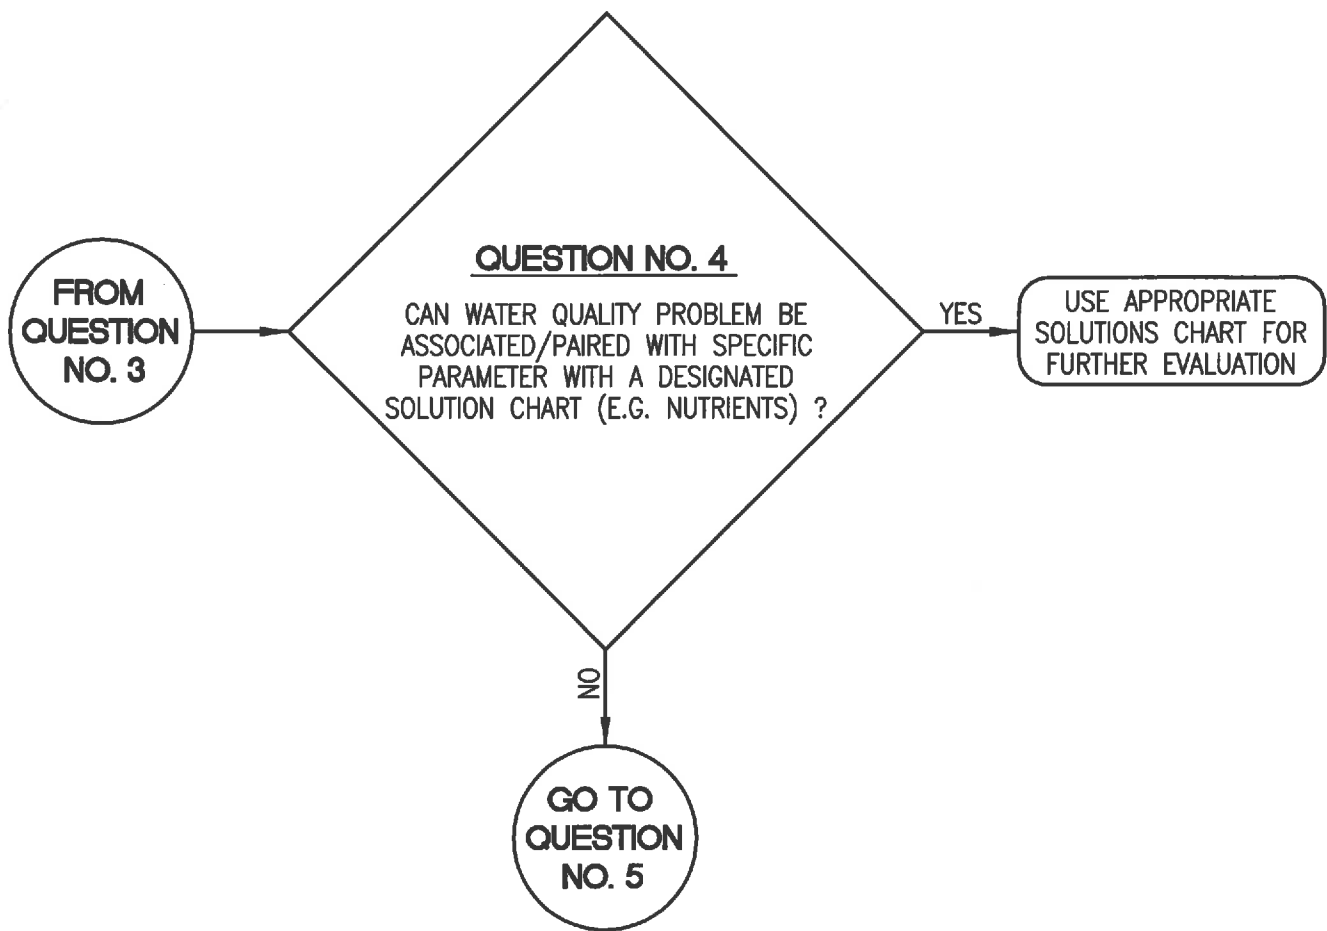 FROM
QUESTION
NO. 3
QUESTION NO. 4
CAN WATER QUALITY PROBLEM BE
ASSOCIATED/PAIRED WITH SPECIFIC
PARAMETER WITH A DESIGNATED
SOLUTION CHART (E.G. NUTRIENTS) ?
YES
USE APPROPRIATE
SOLUTIONS CHART FOR
FURTHER EVALUATION
NO
GO TO
QUESTION
NO. 5